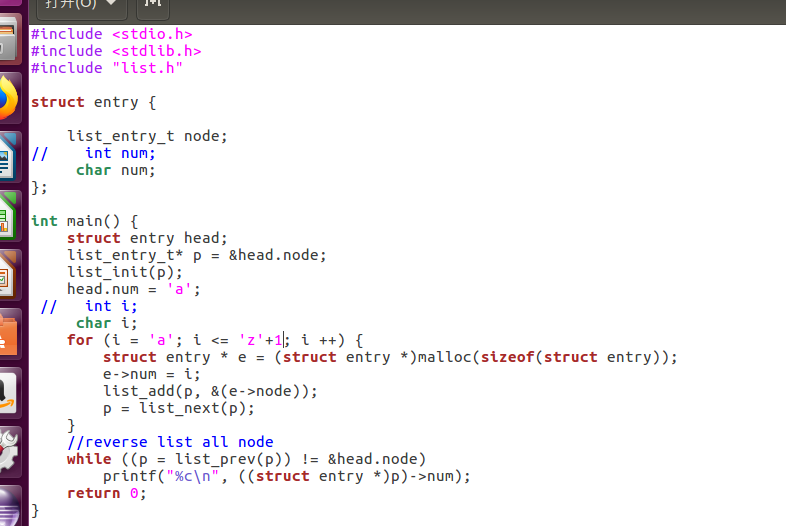 打开(O)
#include <stdio.h>
#include <stdlib.h>
#include "list.h"
struct entry {
    list_entry_t node;
//    int num;
     char num;
};
int main() {
    struct entry head;
    list_entry_t* p = &head.node;
    list_init(p);
    head.num = 'a';
 //   int i;
     char i;
    for (i = 'a'; i <= 'z'+1; i ++) {
        struct entry * e = (struct entry *)malloc(sizeof(struct entry));
        e->num = i;
        list_add(p, &(e->node));
        p = list_next(p);
    }
    //reverse list all node
    while ((p = list_prev(p)) != &head.node)
        printf("%c\n", ((struct entry *)p)->num);
    return 0;
}